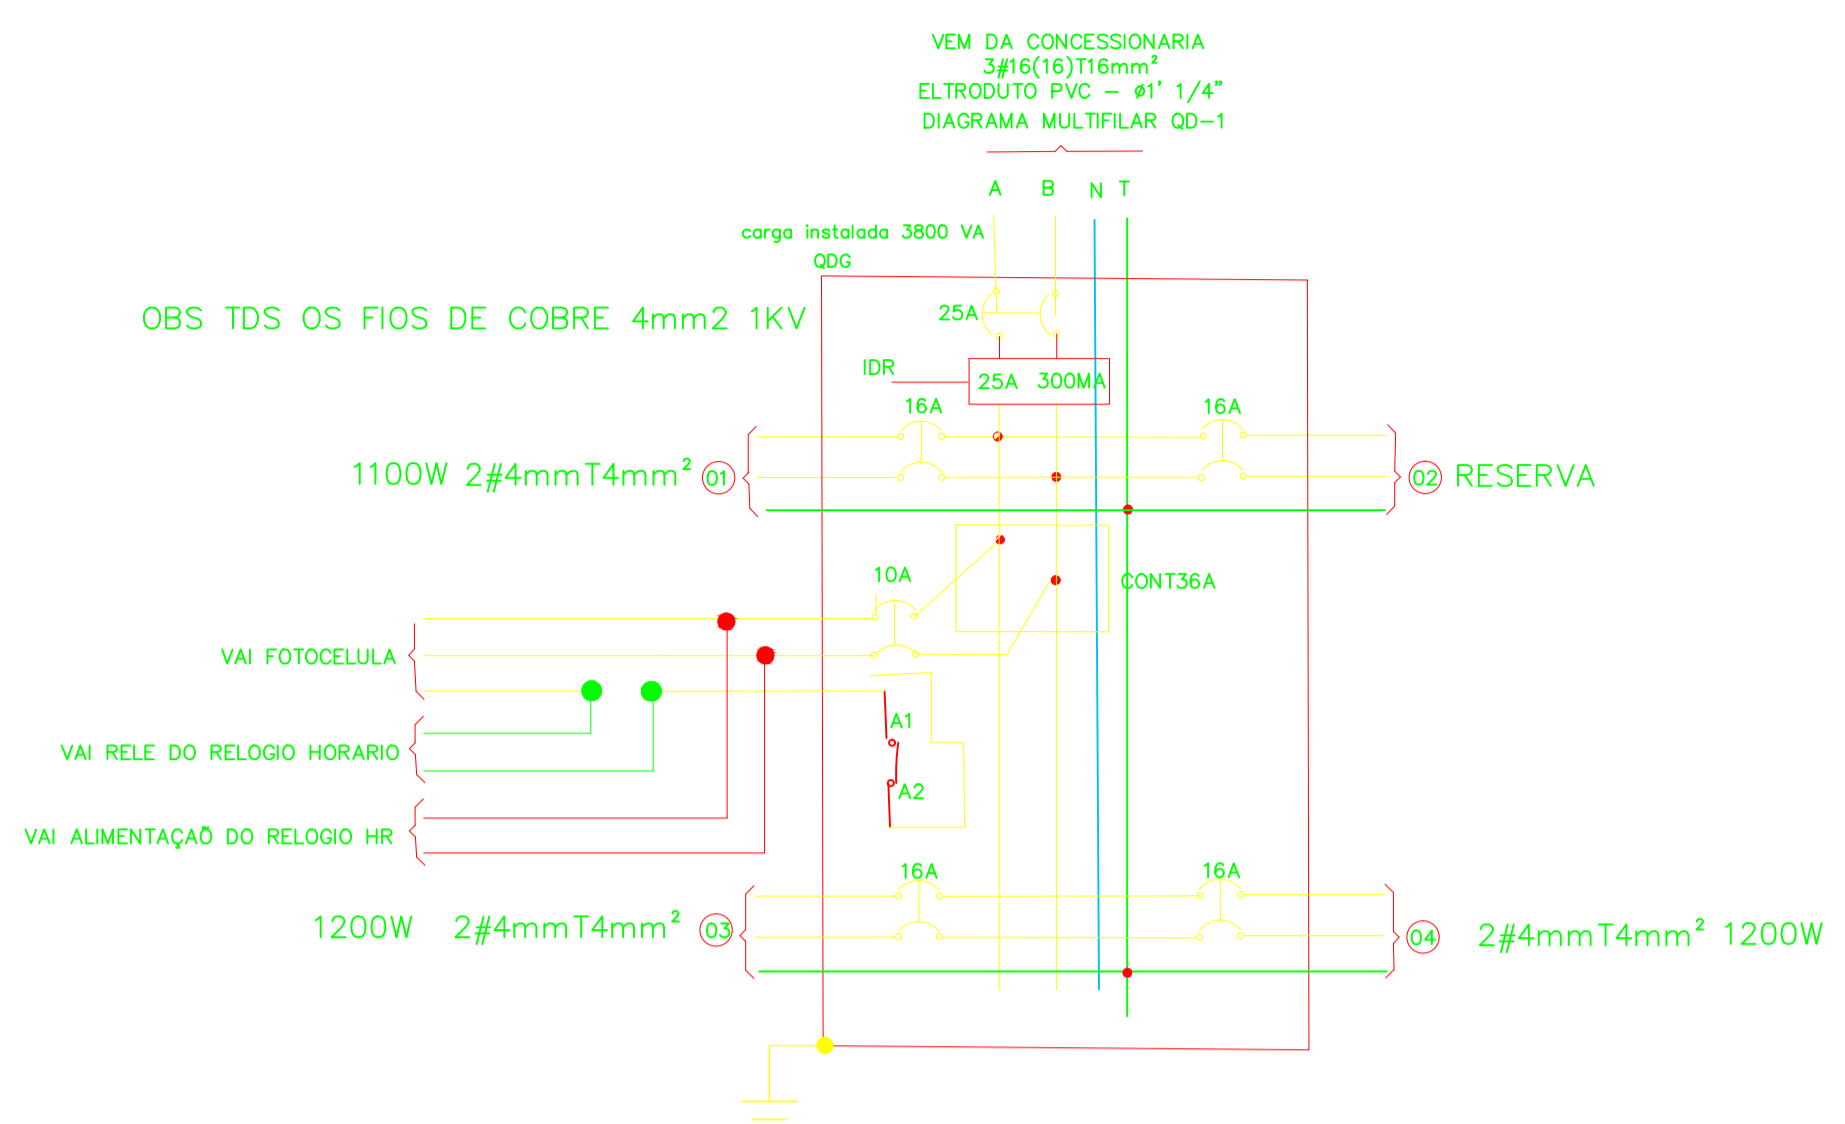 VEM DA CONCESSIONARIA
3#16(16)T16mm²
ELTRODUTO PVC - ø1' 1/4"
DIAGRAMA MULTIFILAR QD-1
A B N T
carga instalada 3800 VA
QDG
OBS TDS OS FIOS DE COBRE 4mm2 1KV
25A
IDR
25A 300MA
16A
16A
1100W 2#4mmT4mm² 01
02 RESERVA
10A
CONT36A
VAI FOTOCELULA
A1
VAI RELE DO RELOGIO HORARIO
A2
VAI ALIMENTAÇAÕ DO RELOGIO HR
16A
16A
1200W 2#4mmT4mm² 03
04 2#4mmT4mm² 1200W